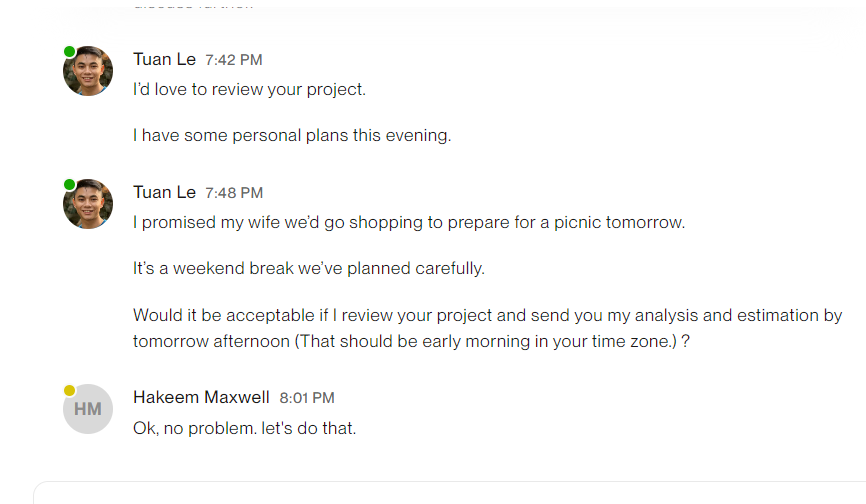 Tuan Le 7:42 PM
I'd love to review your project.
I have some personal plans this evening.
Tuan Le 7:48 PM
I promised my wife we'd go shopping to prepare for a picnic tomorrow.
It's a weekend break we've planned carefully.
Would it be acceptable if I review your project and send you my analysis and estimation by
tomorrow afternoon (That should be early morning in your time zone.) ?
HM
Hakeem Maxwell 8:01 PM
Ok, no problem. let's do that.